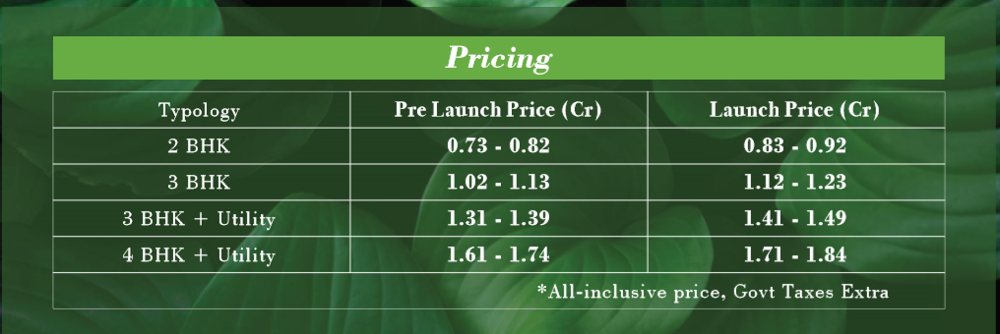 Pricing
Typology Pre Launch Price (Cr) Launch Price (Cr)
2 BHK 0.73 - 0.82 0.83 - 0.92
3 BHK 1.02 - 1.13 1.12 - 1.23
3 BHK + Utility 1.31 - 1.39 1.41 - 1.49
4 BHK + Utility 1.61 - 1.74 1.71 - 1.84
*All-inclusive price, Govt Taxes Extra